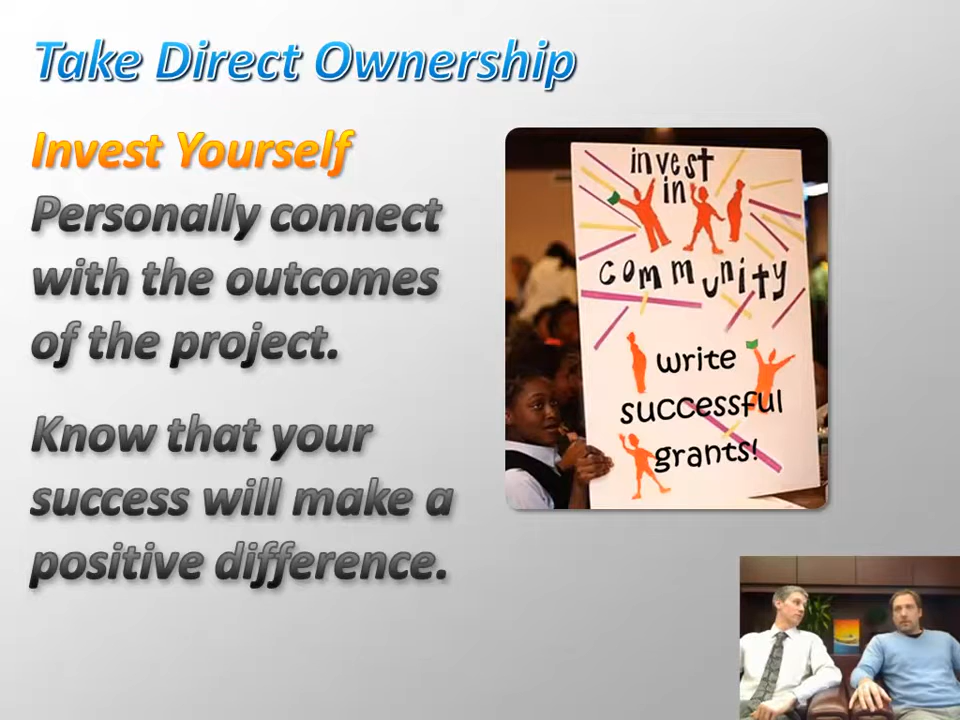 Take Direct Ownership
Invest Yourself
Personally connect
with the outcomes
of the project.
Know that your
success will make a
positive difference.
invest
in
community
write
successful
grants!